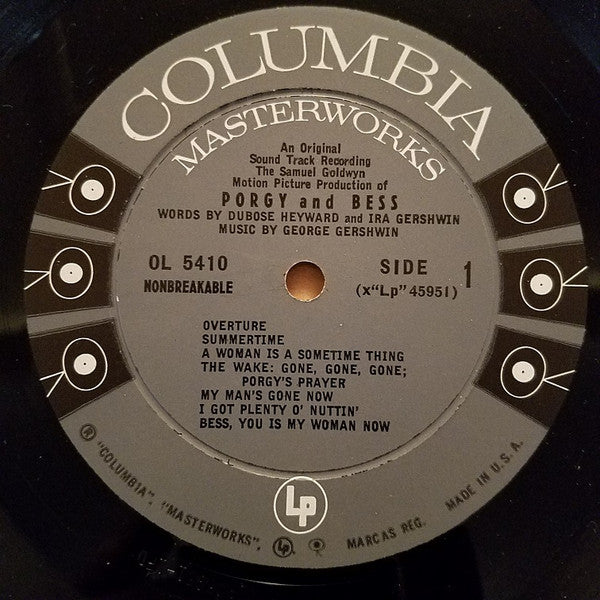 COLUMBIA
MASTERWORKS
An Original
Sound Track Recording
The Samuel Goldwyn
Motion Picture Production of
PORGY and BESS
WORDS BY DUBOSE HEYWARD and IRA GERSHWIN
MUSIC BY GEORGE GERSHWIN
OL 5410
NONBREAKABLE
SIDE 1
(x“Lp” 45951)
OVERTURE
SUMMERTIME
A WOMAN IS A SOMETIME THING
THE WAKE: GONE, GONE, GONE;
PORGY'S PRAYER
MY MAN'S GONE NOW
I GOT PLENTY O' NUTTIN'
BESS, YOU IS MY WOMAN NOW
Lp
® “COLUMBIA”, “MASTERWORKS”, Lp, MARCAS REG. MADE IN U.S.A.